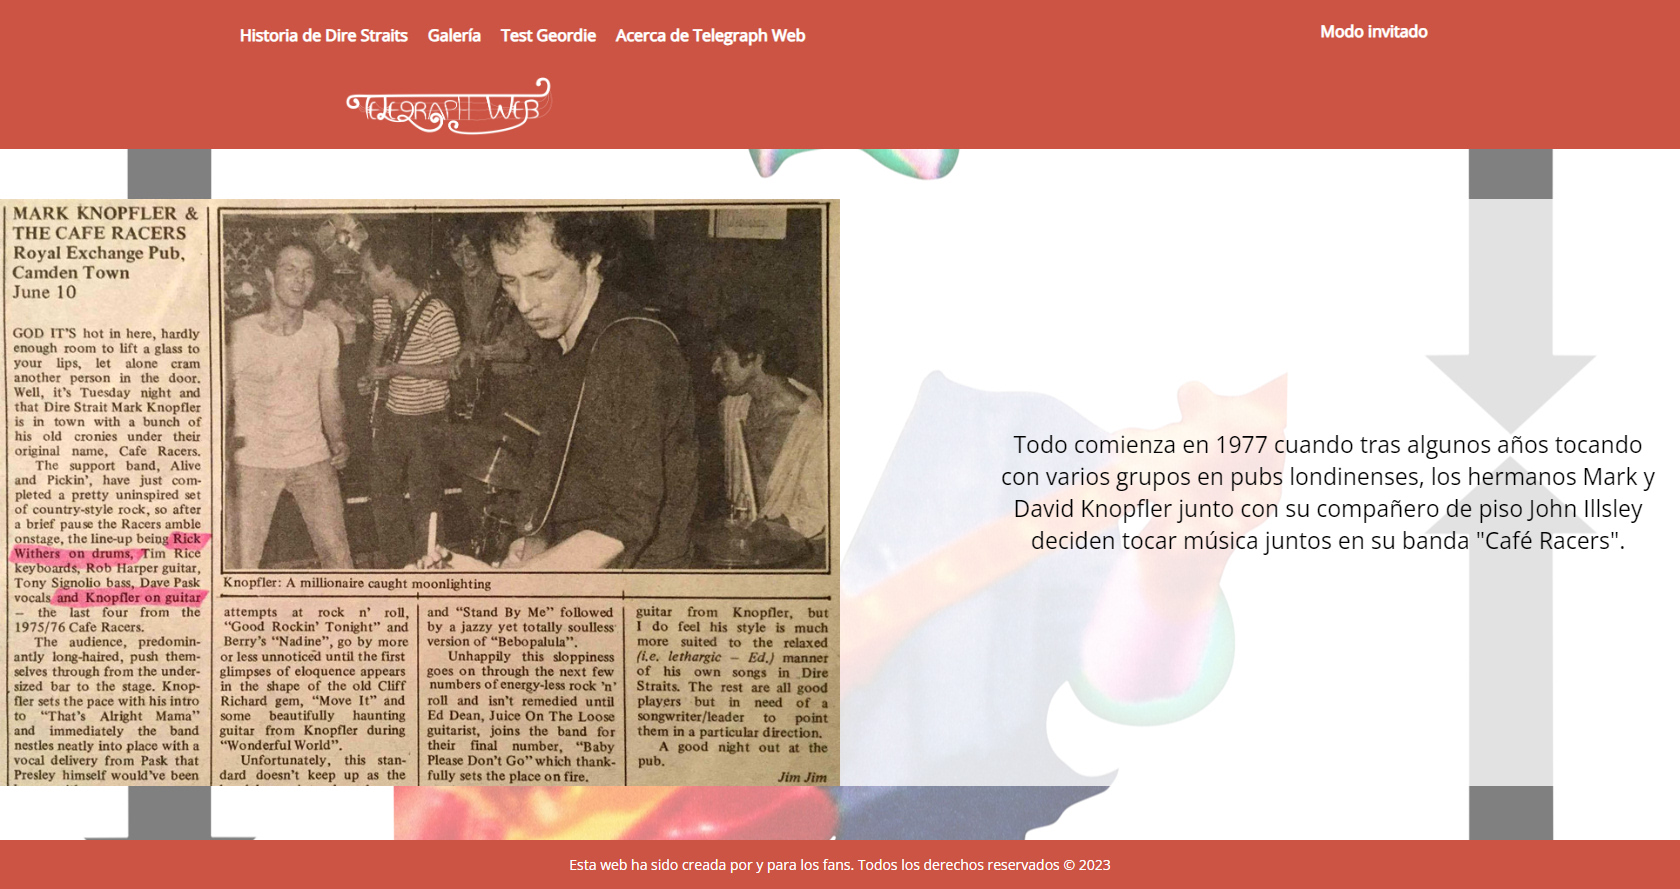 Historia de Dire Straits Galería Test Geordie Acerca de Telegraph Web
Modo invitado
TELEGRAPH WEB
MARK KNOPFLER &
THE CAFE RACERS
Royal Exchange Pub,
Camden Town
June 10
GOD IT'S hot in here, hardly
enough room to lift a glass to
your lips, let alone cram
another person in the door.
Well, it's Tuesday night and
that Dire Strait Mark Knopfler
is in town with a bunch of
his old cronies under their
original name, Cafe Racers.
The support band, Alive
and Pickin', have just com-
pleted a pretty uninspired set
of country-style rock, so after
a brief pause the Racers amble
onstage, the line-up being Rick
Withers on drums, Tim Rice
keyboards, Rob Harper guitar,
Tony Signolio bass, Dave Pask
vocals and Knopfler on guitar
— the last four from the
1975/76 Cafe Racers.
The audience, predomin-
antly long-haired, push them-
selves through from the under-
sized bar to the stage. Knop-
fler sets the pace with his intro
to "That's Alright Mama"
and immediately the band
nestles neatly into place with a
vocal delivery from Pask that
Presley himself would've been
Knopfler: A millionaire caught moonlighting
attempts at rock n' roll,
"Good Rockin' Tonight" and
Berry's "Nadine", go by more
or less unnoticed until the first
glimpses of eloquence appears
in the shape of the old Cliff
Richard gem, "Move It" and
some beautifully haunting
guitar from Knopfler during
"Wonderful World".
Unfortunately, this stan-
dard doesn't keep up as the
and "Stand By Me" followed
by a jazzy yet totally soulless
version of "Bebopalula".
Unhappily this sloppiness
goes on through the next few
numbers of energy-less rock 'n'
roll and isn't remedied until
Ed Dean, Juice On The Loose
guitarist, joins the band for
their final number, "Baby
Please Don't Go" which thank-
fully sets the place on fire.
guitar from Knopfler, but
I do feel his style is much
more suited to the relaxed
(i.e. lethargic — Ed.) manner
of his own songs in Dire
Straits. The rest are all good
players but in need of a
songwriter/leader to point
them in a particular direction.
A good night out at the
pub.
Jim Jim
Todo comienza en 1977 cuando tras algunos años tocando
con varios grupos en pubs londinenses, los hermanos Mark y
David Knopfler junto con su compañero de piso John Illsley
deciden tocar música juntos en su banda "Café Racers".
Esta web ha sido creada por y para los fans. Todos los derechos reservados © 2023